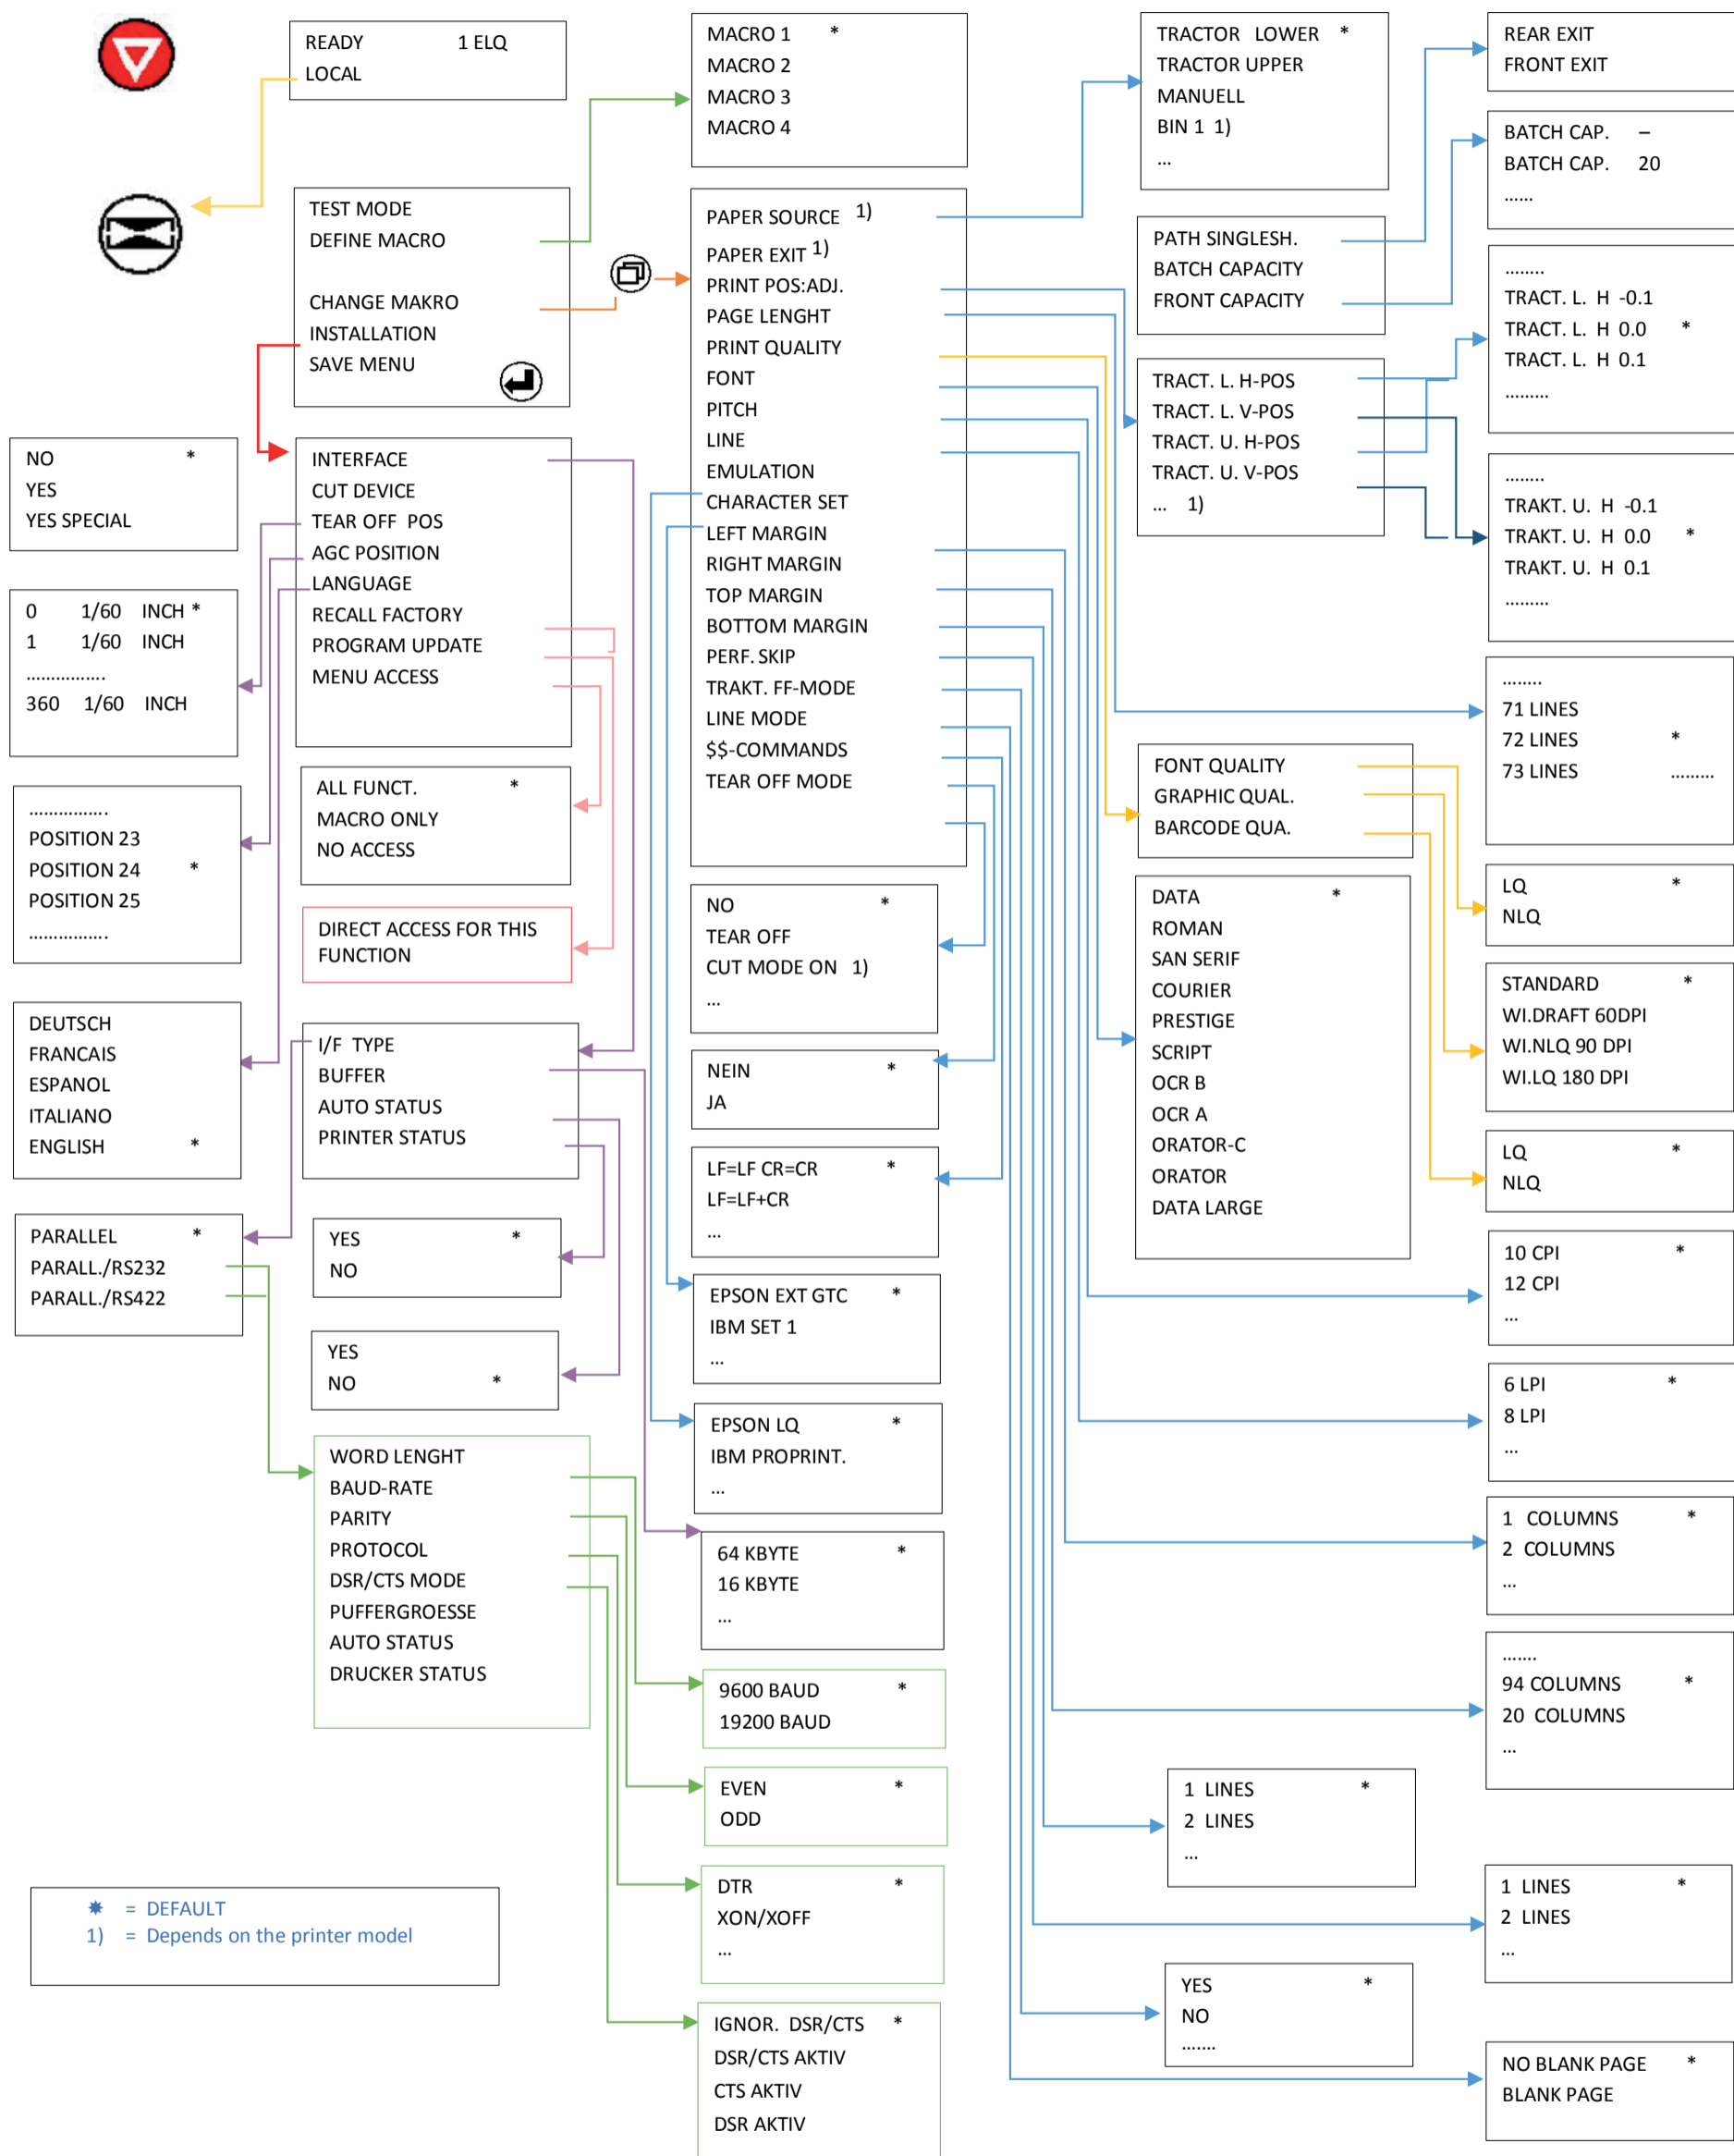 READY 1 ELQ
LOCAL
TEST MODE
DEFINE MACRO
CHANGE MAKRO
INSTALLATION
SAVE MENU
NO *
YES
YES SPECIAL
0 1/60 INCH *
1 1/60 INCH
................
360 1/60 INCH
................
POSITION 23
POSITION 24 *
POSITION 25
................
DEUTSCH
FRANCAIS
ESPANOL
ITALIANO
ENGLISH *
PARALLEL *
PARALL./RS232
PARALL./RS422
INTERFACE
CUT DEVICE
TEAR OFF POS
AGC POSITION
LANGUAGE
RECALL FACTORY
PROGRAM UPDATE
MENU ACCESS
ALL FUNCT. *
MACRO ONLY
NO ACCESS
DIRECT ACCESS FOR THIS
FUNCTION
I/F TYPE
BUFFER
AUTO STATUS
PRINTER STATUS
YES *
NO
YES
NO *
WORD LENGHT
BAUD-RATE
PARITY
PROTOCOL
DSR/CTS MODE
PUFFERGROESSE
AUTO STATUS
DRUCKER STATUS
* = DEFAULT
1) = Depends on the printer model
MACRO 1 *
MACRO 2
MACRO 3
MACRO 4
PAPER SOURCE 1)
PAPER EXIT 1)
PRINT POS:ADJ.
PAGE LENGHT
PRINT QUALITY
FONT
PITCH
LINE
EMULATION
CHARACTER SET
LEFT MARGIN
RIGHT MARGIN
TOP MARGIN
BOTTOM MARGIN
PERF. SKIP
TRAKT. FF-MODE
LINE MODE
$$-COMMANDS
TEAR OFF MODE
NO *
TEAR OFF
CUT MODE ON 1)
...
NEIN *
JA
LF=LF CR=CR *
LF=LF+CR
...
EPSON EXT GTC *
IBM SET 1
...
EPSON LQ *
IBM PROPRINT.
...
64 KBYTE *
16 KBYTE
...
9600 BAUD *
19200 BAUD
EVEN *
ODD
DTR *
XON/XOFF
...
IGNOR. DSR/CTS *
DSR/CTS AKTIV
CTS AKTIV
DSR AKTIV
TRACTOR LOWER *
TRACTOR UPPER
MANUELL
BIN 1 1)
...
PATH SINGLESH.
BATCH CAPACITY
FRONT CAPACITY
TRACT. L. H-POS
TRACT. L. V-POS
TRACT. U. H-POS
TRACT. U. V-POS
... 1)
FONT QUALITY
GRAPHIC QUAL.
BARCODE QUA.
DATA *
ROMAN
SAN SERIF
COURIER
PRESTIGE
SCRIPT
OCR B
OCR A
ORATOR-C
ORATOR
DATA LARGE
1 LINES *
2 LINES
...
YES *
NO
.......
REAR EXIT
FRONT EXIT
BATCH CAP. –
BATCH CAP. 20
......
........
TRACT. L. H -0.1
TRACT. L. H 0.0 *
TRACT. L. H 0.1
.........
........
TRAKT. U. H -0.1
TRAKT. U. H 0.0 *
TRAKT. U. H 0.1
.........
........
71 LINES
72 LINES *
73 LINES .........
LQ *
NLQ
STANDARD *
WI.DRAFT 60DPI
WI.NLQ 90 DPI
WI.LQ 180 DPI
LQ *
NLQ
10 CPI *
12 CPI
...
6 LPI *
8 LPI
...
1 COLUMNS *
2 COLUMNS
...
.......
94 COLUMNS *
20 COLUMNS
...
1 LINES *
2 LINES
...
NO BLANK PAGE *
BLANK PAGE